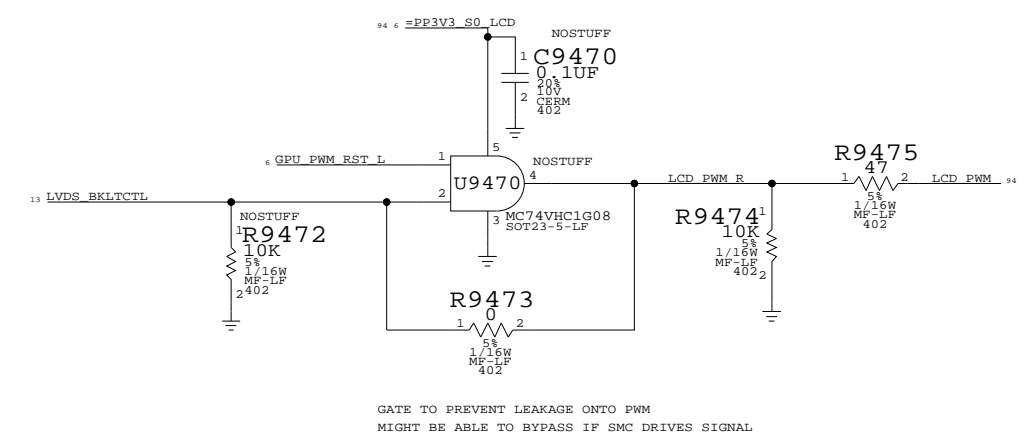 94 6 =PP3V3_S0_LCD
NOSTUFF
1 C9470
0.1UF
20%
10V
2 CERM
402
5
6 GPU_PWM_RST_L 1
NOSTUFF
U9470 4
13 LVDS_BKLTCTL 2
3 MC74VHC1G08
SOT23-5-LF
LCD_PWM_R
R9475
47
1 2 LCD_PWM 94
5%
1/16W
MF-LF
402
NOSTUFF
1 R9472
10K
5%
1/16W
MF-LF
2 402
R9474 1
10K
5%
1/16W
MF-LF
402 2
R9473
0
1 2
5%
1/16W
MF-LF
402
GATE TO PREVENT LEAKAGE ONTO PWM
MIGHT BE ABLE TO BYPASS IF SMC DRIVES SIGNAL